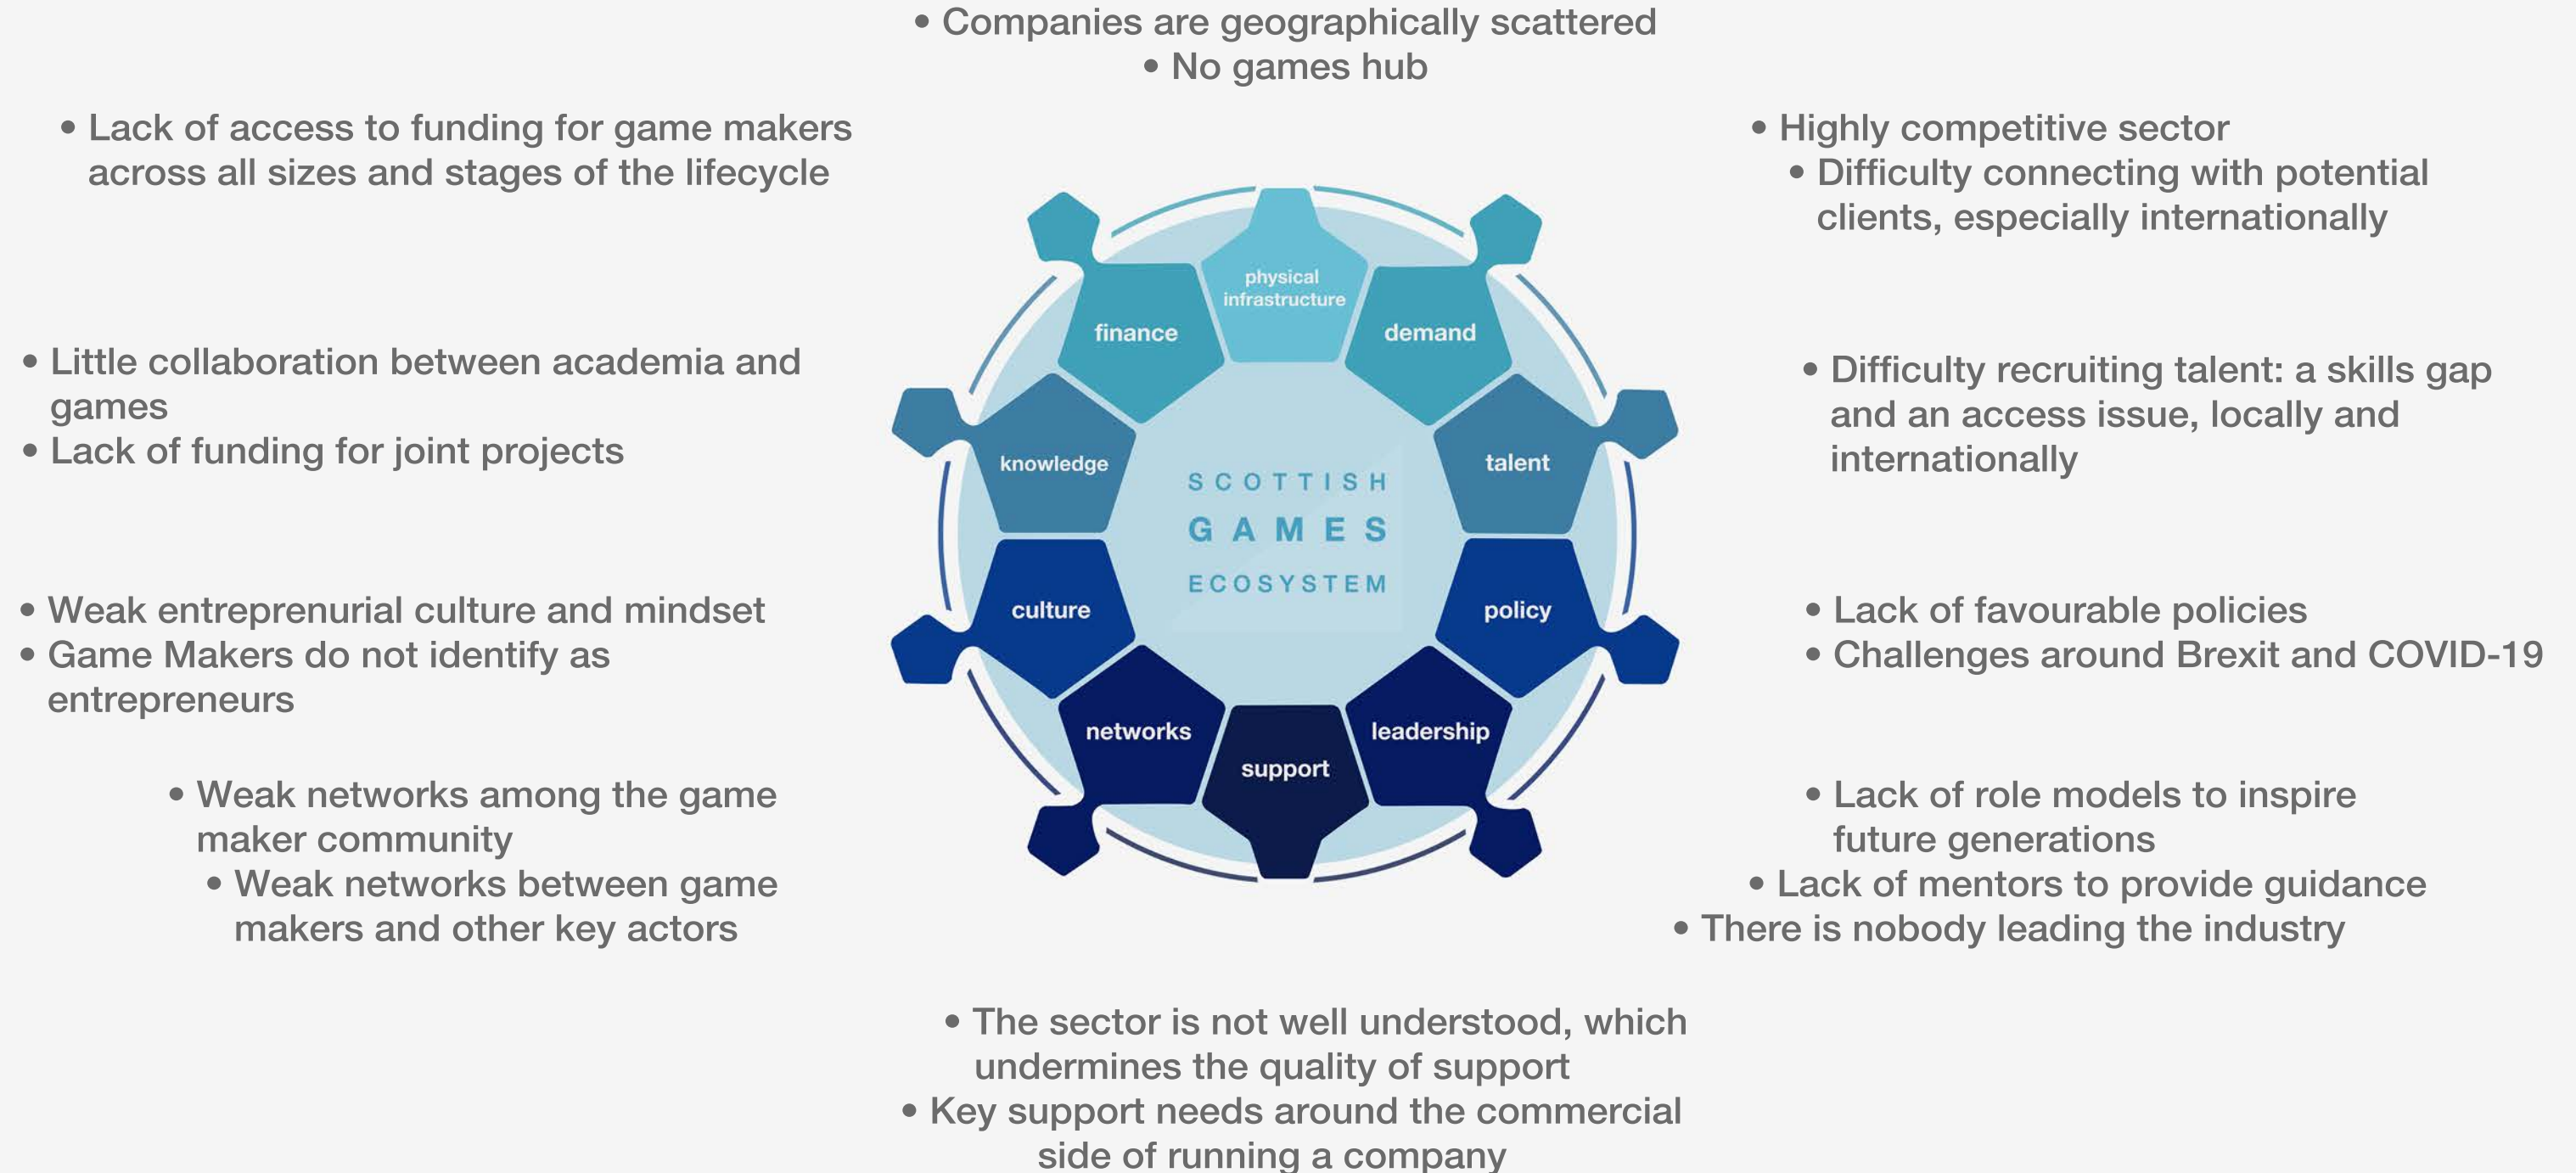 • Companies are geographically scattered
• No games hub
• Lack of access to funding for game makers
across all sizes and stages of the lifecycle
• Highly competitive sector
• Difficulty connecting with potential
clients, especially internationally
physical
infrastructure
finance
demand
• Little collaboration between academia and
games
• Lack of funding for joint projects
• Difficulty recruiting talent: a skills gap
and an access issue, locally and
internationally
knowledge
talent
SCOTTISH
GAMES
ECOSYSTEM
• Weak entreprenurial culture and mindset
• Game Makers do not identify as
entrepreneurs
culture
policy
• Lack of favourable policies
• Challenges around Brexit and COVID-19
networks
leadership
support
• Weak networks among the game
maker community
• Weak networks between game
makers and other key actors
• Lack of role models to inspire
future generations
• Lack of mentors to provide guidance
• There is nobody leading the industry
• The sector is not well understood, which
undermines the quality of support
• Key support needs around the commercial
side of running a company